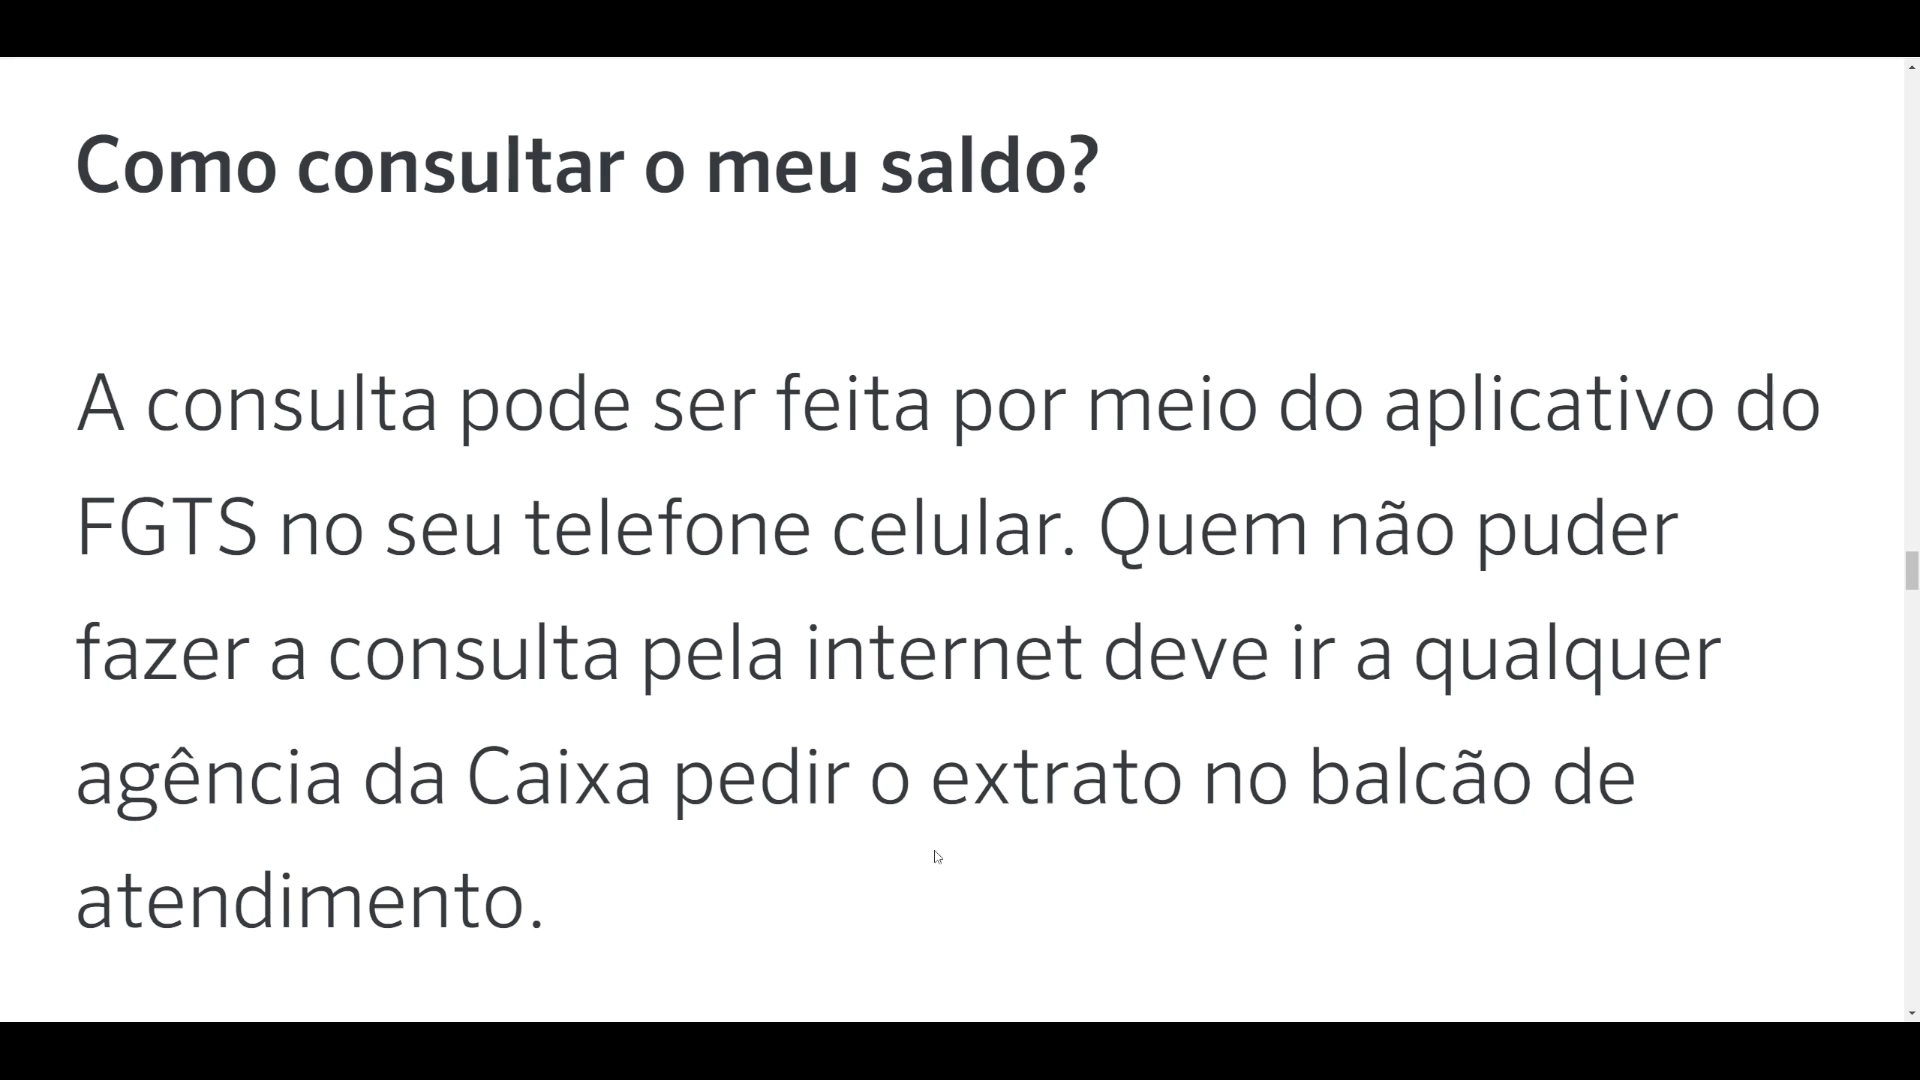 Como consultar o meu saldo?
A consulta pode ser feita por meio do aplicativo do
FGTS no seu telefone celular. Quem não puder
fazer a consulta pela internet deve ir a qualquer
agência da Caixa pedir o extrato no balcão de
atendimento.